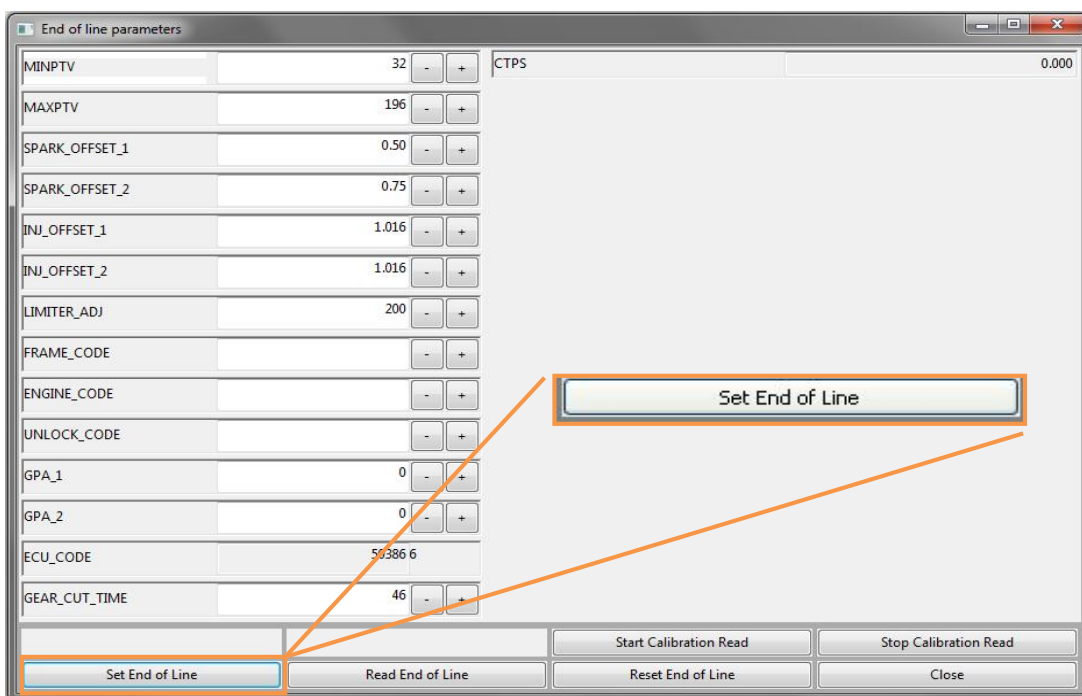 End of line parameters
MINPTV 32 - + CTPS 0.000
MAXPTV 196 - +
SPARK_OFFSET_1 0.50 - +
SPARK_OFFSET_2 0.75 - +
INJ_OFFSET_1 1.016 - +
INJ_OFFSET_2 1.016 - +
LIMITER_ADJ 200 - +
FRAME_CODE - +
ENGINE_CODE - +
Set End of Line
UNLOCK_CODE - +
GPA_1 0 - +
GPA_2 0 - +
ECU_CODE
GEAR_CUT_TIME 46 - +
Start Calibration Read Stop Calibration Read
Set End of Line Read End of Line Reset End of Line Close